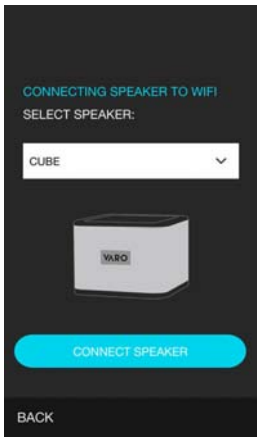 CONNECTING SPEAKER TO WIFI
SELECT SPEAKER:
CUBE
VARO
CONNECT SPEAKER
BACK